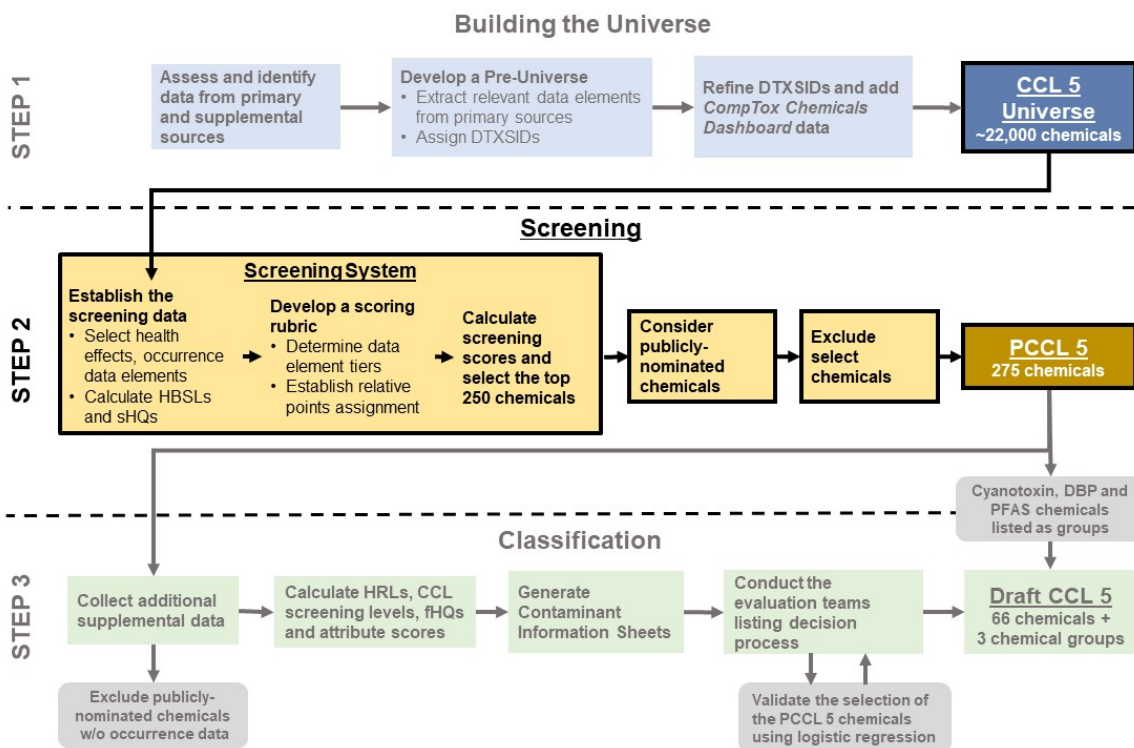 Building the Universe
STEP 1
Assess and identify
data from primary
and supplemental
sources
Develop a Pre-Universe
• Extract relevant data elements
from primary sources
• Assign DTXSIDs
Refine DTXSIDs and add
CompTox Chemicals
Dashboard data
CCL 5
Universe
~22,000 chemicals
Screening
STEP 2
Screening System
Establish the
screening data
• Select health
effects, occurrence
data elements
• Calculate HBSLs
and sHQs
Develop a scoring
rubric
• Determine data
element tiers
• Establish relative
points assignment
Calculate
screening
scores and
select the top
250 chemicals
Consider
publicly-
nominated
chemicals
Exclude
select
chemicals
PCCL 5
275 chemicals
Cyanotoxin, DBP and
PFAS chemicals
listed as groups
Classification
STEP 3
Collect additional
supplemental data
Calculate HRLs, CCL
screening levels, fHQs
and attribute scores
Generate
Contaminant
Information Sheets
Conduct the
evaluation teams
listing decision
process
Draft CCL 5
66 chemicals +
3 chemical groups
Exclude publicly-
nominated chemicals
w/o occurrence data
Validate the selection of
the PCCL 5 chemicals
using logistic regression